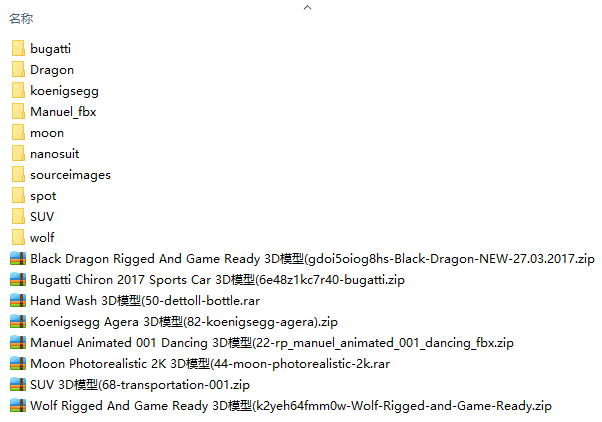 名称
bugatti
Dragon
koenigsegg
Manuel_fbx
moon
nanosuit
sourceimages
spot
SUV
wolf
Black Dragon Rigged And Game Ready 3D模型(gdoi5oiog8hs-Black-Dragon-NEW-27.03.2017.zip
Bugatti Chiron 2017 Sports Car 3D模型(6e48z1kc7r40-bugatti.zip
Hand Wash 3D模型(50-dettoll-bottle.rar
Koenigsegg Agera 3D模型(82-koenigsegg-agera).zip
Manuel Animated 001 Dancing 3D模型(22-rp_manuel_animated_001_dancing_fbx.zip
Moon Photorealistic 2K 3D模型(44-moon-photorealistic-2k.rar
SUV 3D模型(68-transportation-001.zip
Wolf Rigged And Game Ready 3D模型(k2yeh64fmm0w-Wolf-Rigged-and-Game-Ready.zip